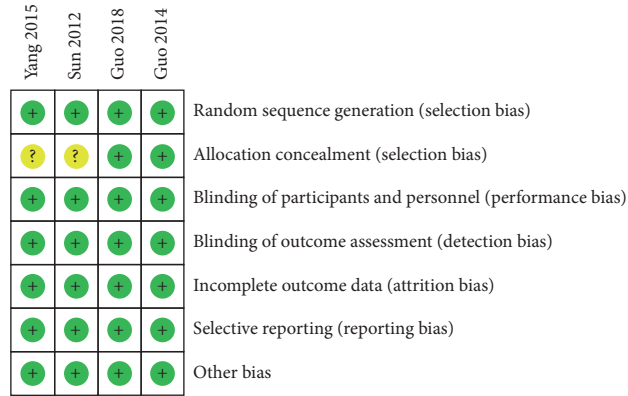 Yang 2015 Sun 2012 Guo 2018 Guo 2014
+ + + + Random sequence generation (selection bias)
? ? + + Allocation concealment (selection bias)
+ + + + Blinding of participants and personnel (performance bias)
+ + + + Blinding of outcome assessment (detection bias)
+ + + + Incomplete outcome data (attrition bias)
+ + + + Selective reporting (reporting bias)
+ + + + Other bias